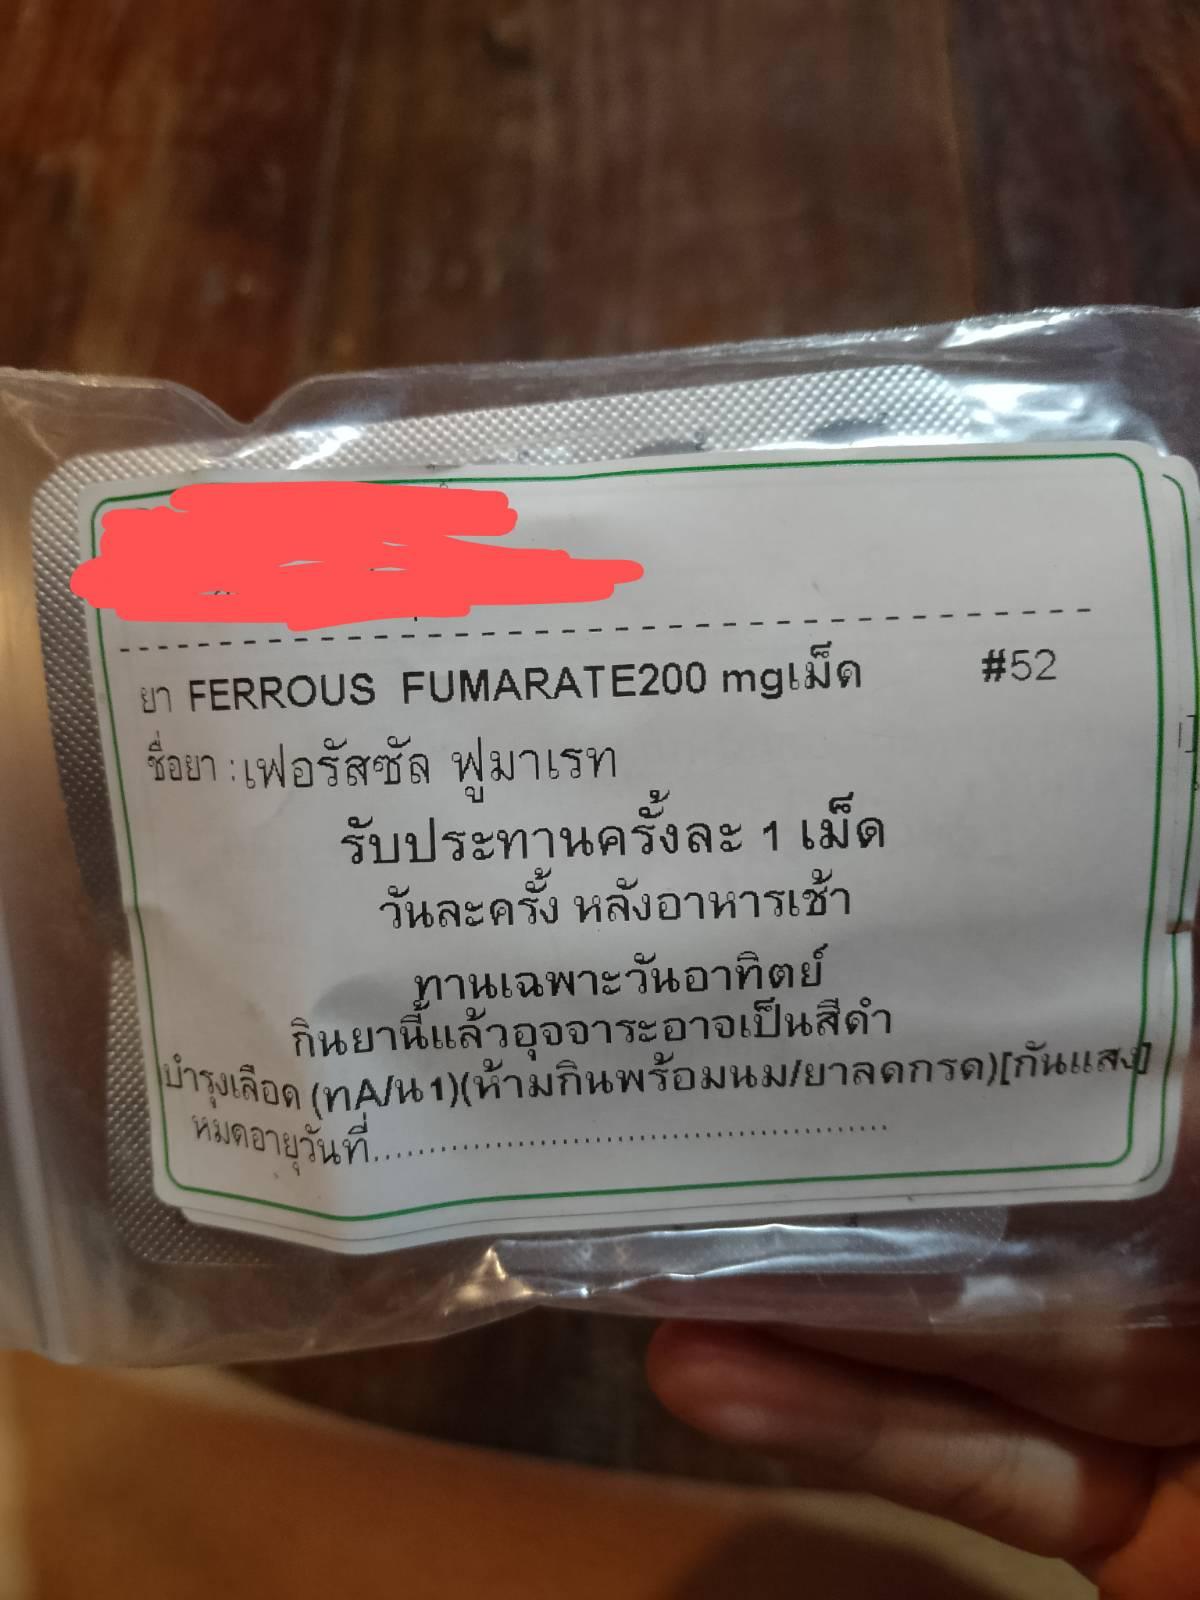 ยา FERROUS FUMARATE200 mgเม็ด #52
ชื่อยา : เฟอรัสซัล ฟูมาเรท
รับประทานครั้งละ 1 เม็ด
วันละครั้ง หลังอาหารเช้า
ทานเฉพาะวันอาทิตย์
กินยานี้แล้วอุจจาระอาจเป็นสีดำ
บำรุงเลือด (ทA/น1)(ห้ามกินพร้อมนม/ยาลดกรด)[กันแสง]
หมดอายุวันที่................................................